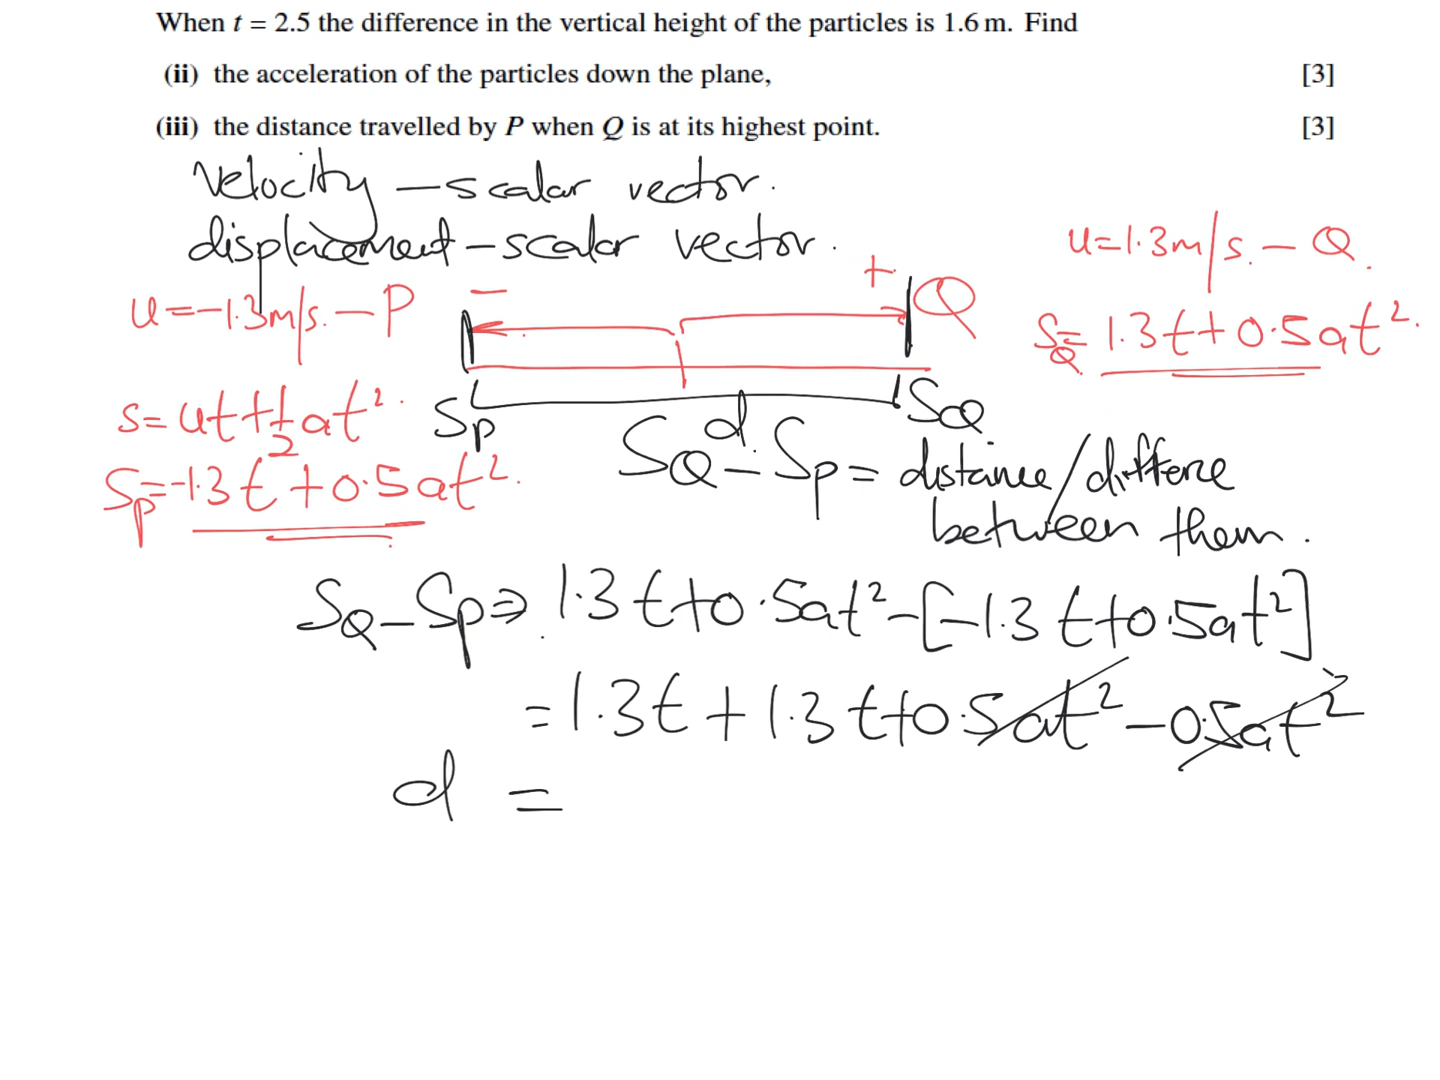 When t = 2.5 the difference in the vertical height of the particles is 1.6 m. Find
(ii) the acceleration of the particles down the plane, [3]
(iii) the distance travelled by P when Q is at its highest point. [3]
Velocity – scalar vector.
displacement – scalar vector.
u=1.3m/s. – Q.
u=-1.3m/s. – P
– + Q
S_Q = 1.3t+0.5at².
s=ut+½at².
S_P d S_Q
S_P=-1.3t+0.5at².
S_Q - S_P = distance/differece
between them.
S_Q - S_P ⇒ 1.3t+0.5at² - [-1.3t+0.5at²]
= 1.3t + 1.3t+0.5at² - 0.5at²
d =